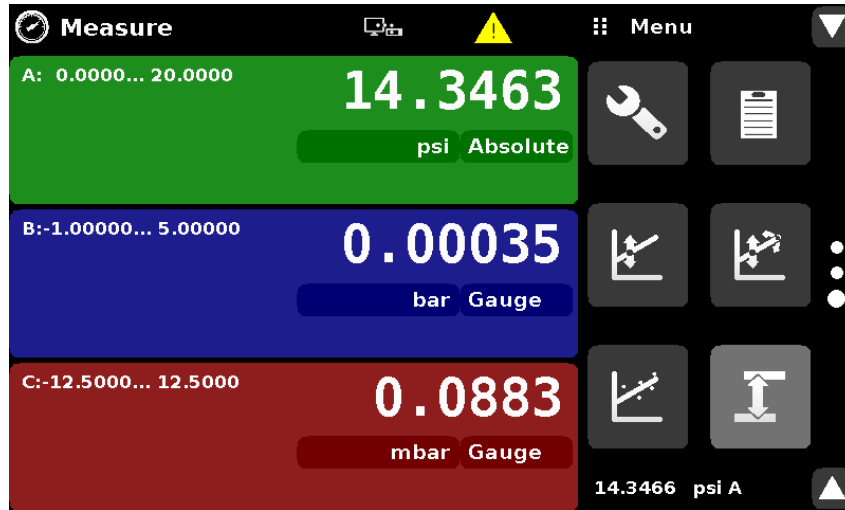 Measure
Menu
A: 0.0000... 20.0000
14.3463
psi Absolute
B:-1.00000... 5.00000
0.00035
bar Gauge
C:-12.5000... 12.5000
0.0883
mbar Gauge
14.3466 psi A